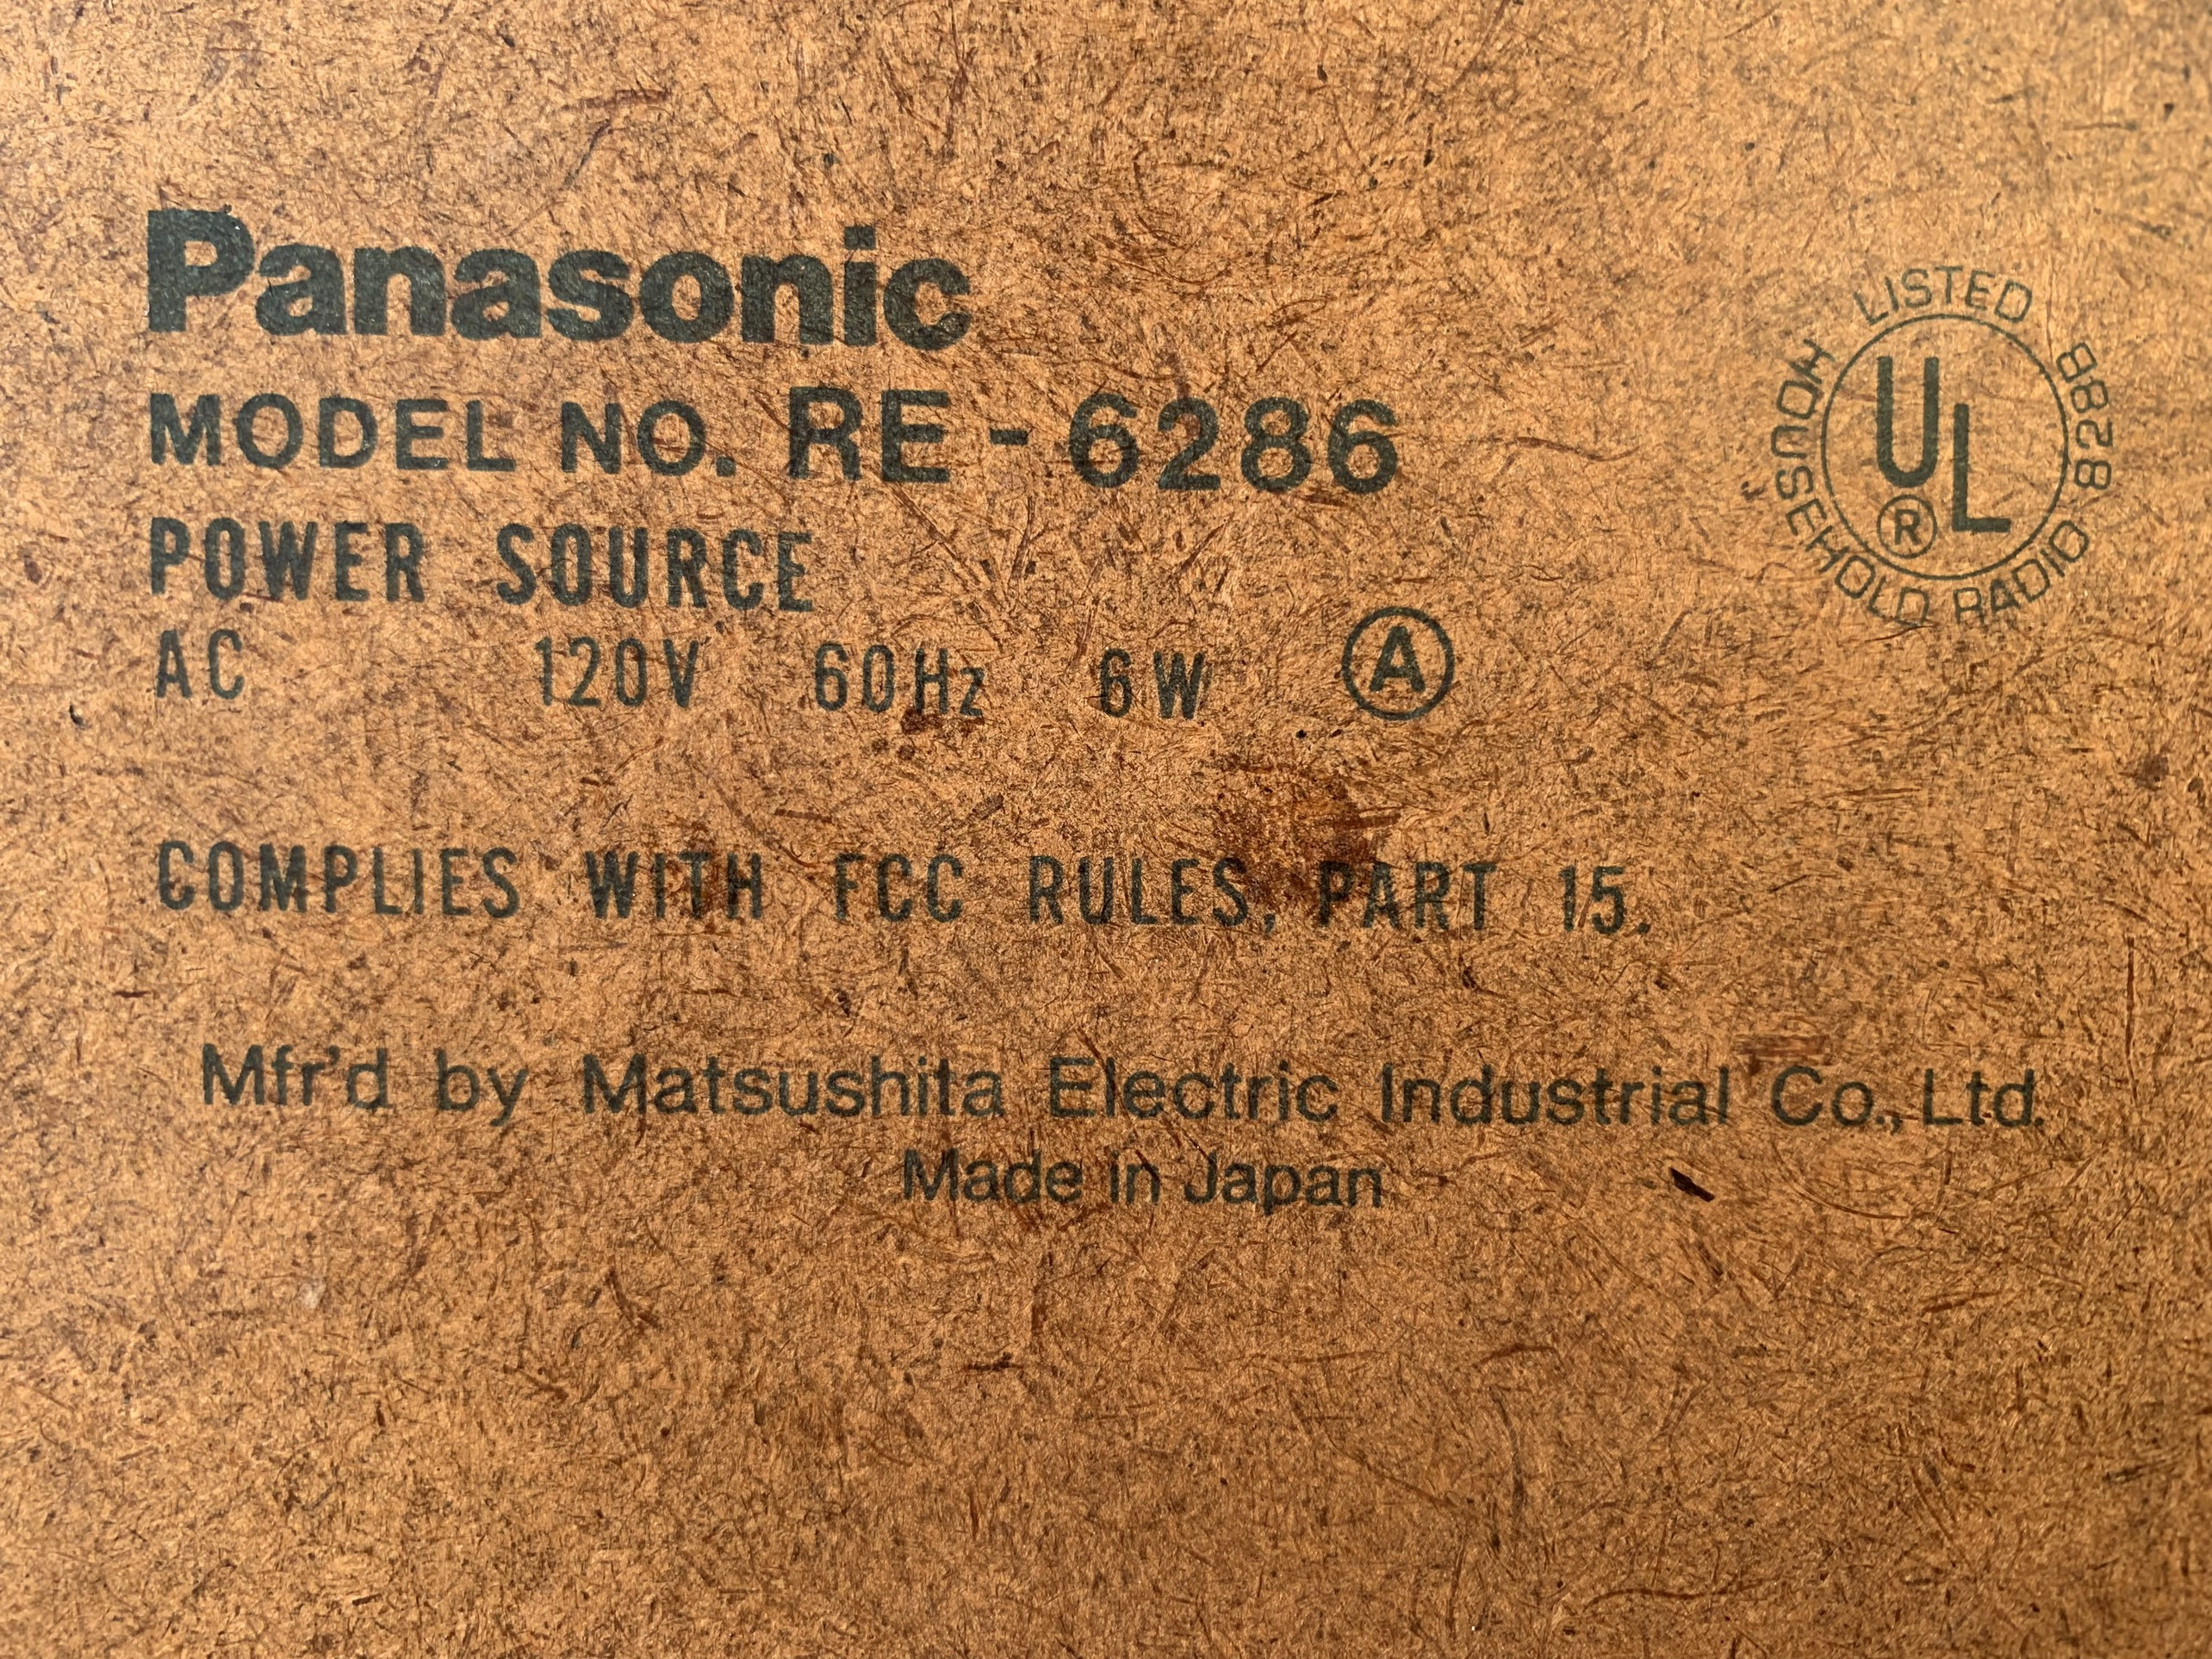 Panasonic
MODEL NO. RE-6286
POWER SOURCE
AC 120V 60Hz 6W Ⓐ
COMPLIES WITH FCC RULES, PART 15.
Mfr'd by Matsushita Electric Industrial Co., Ltd.
Made in Japan
LISTED
UL
®
HOUSEHOLD RADIO 882B